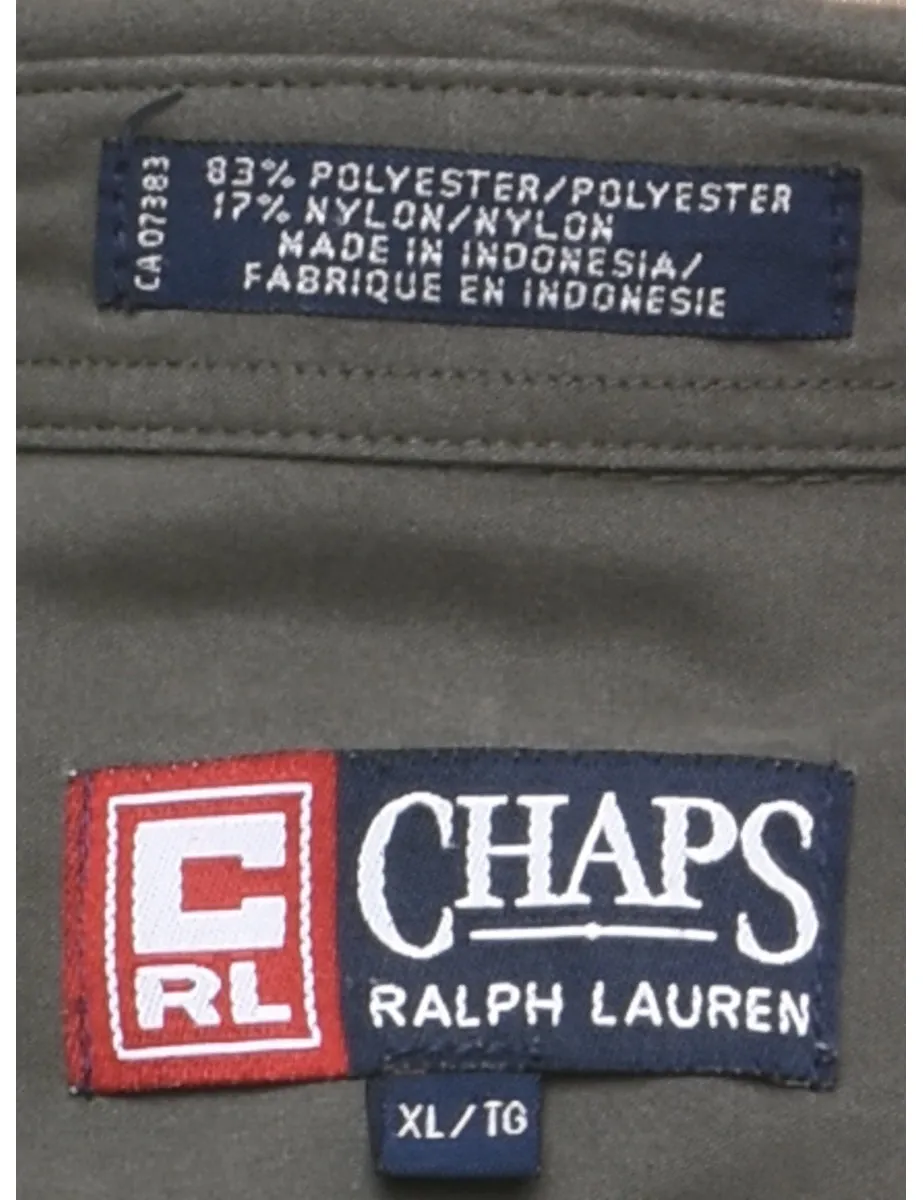 CA07383
83% POLYESTER/POLYESTER
17% NYLON/NYLON
MADE IN INDONESIA/
FABRIQUE EN INDONESIE
C
RL
CHAPS
RALPH LAUREN
XL/TG